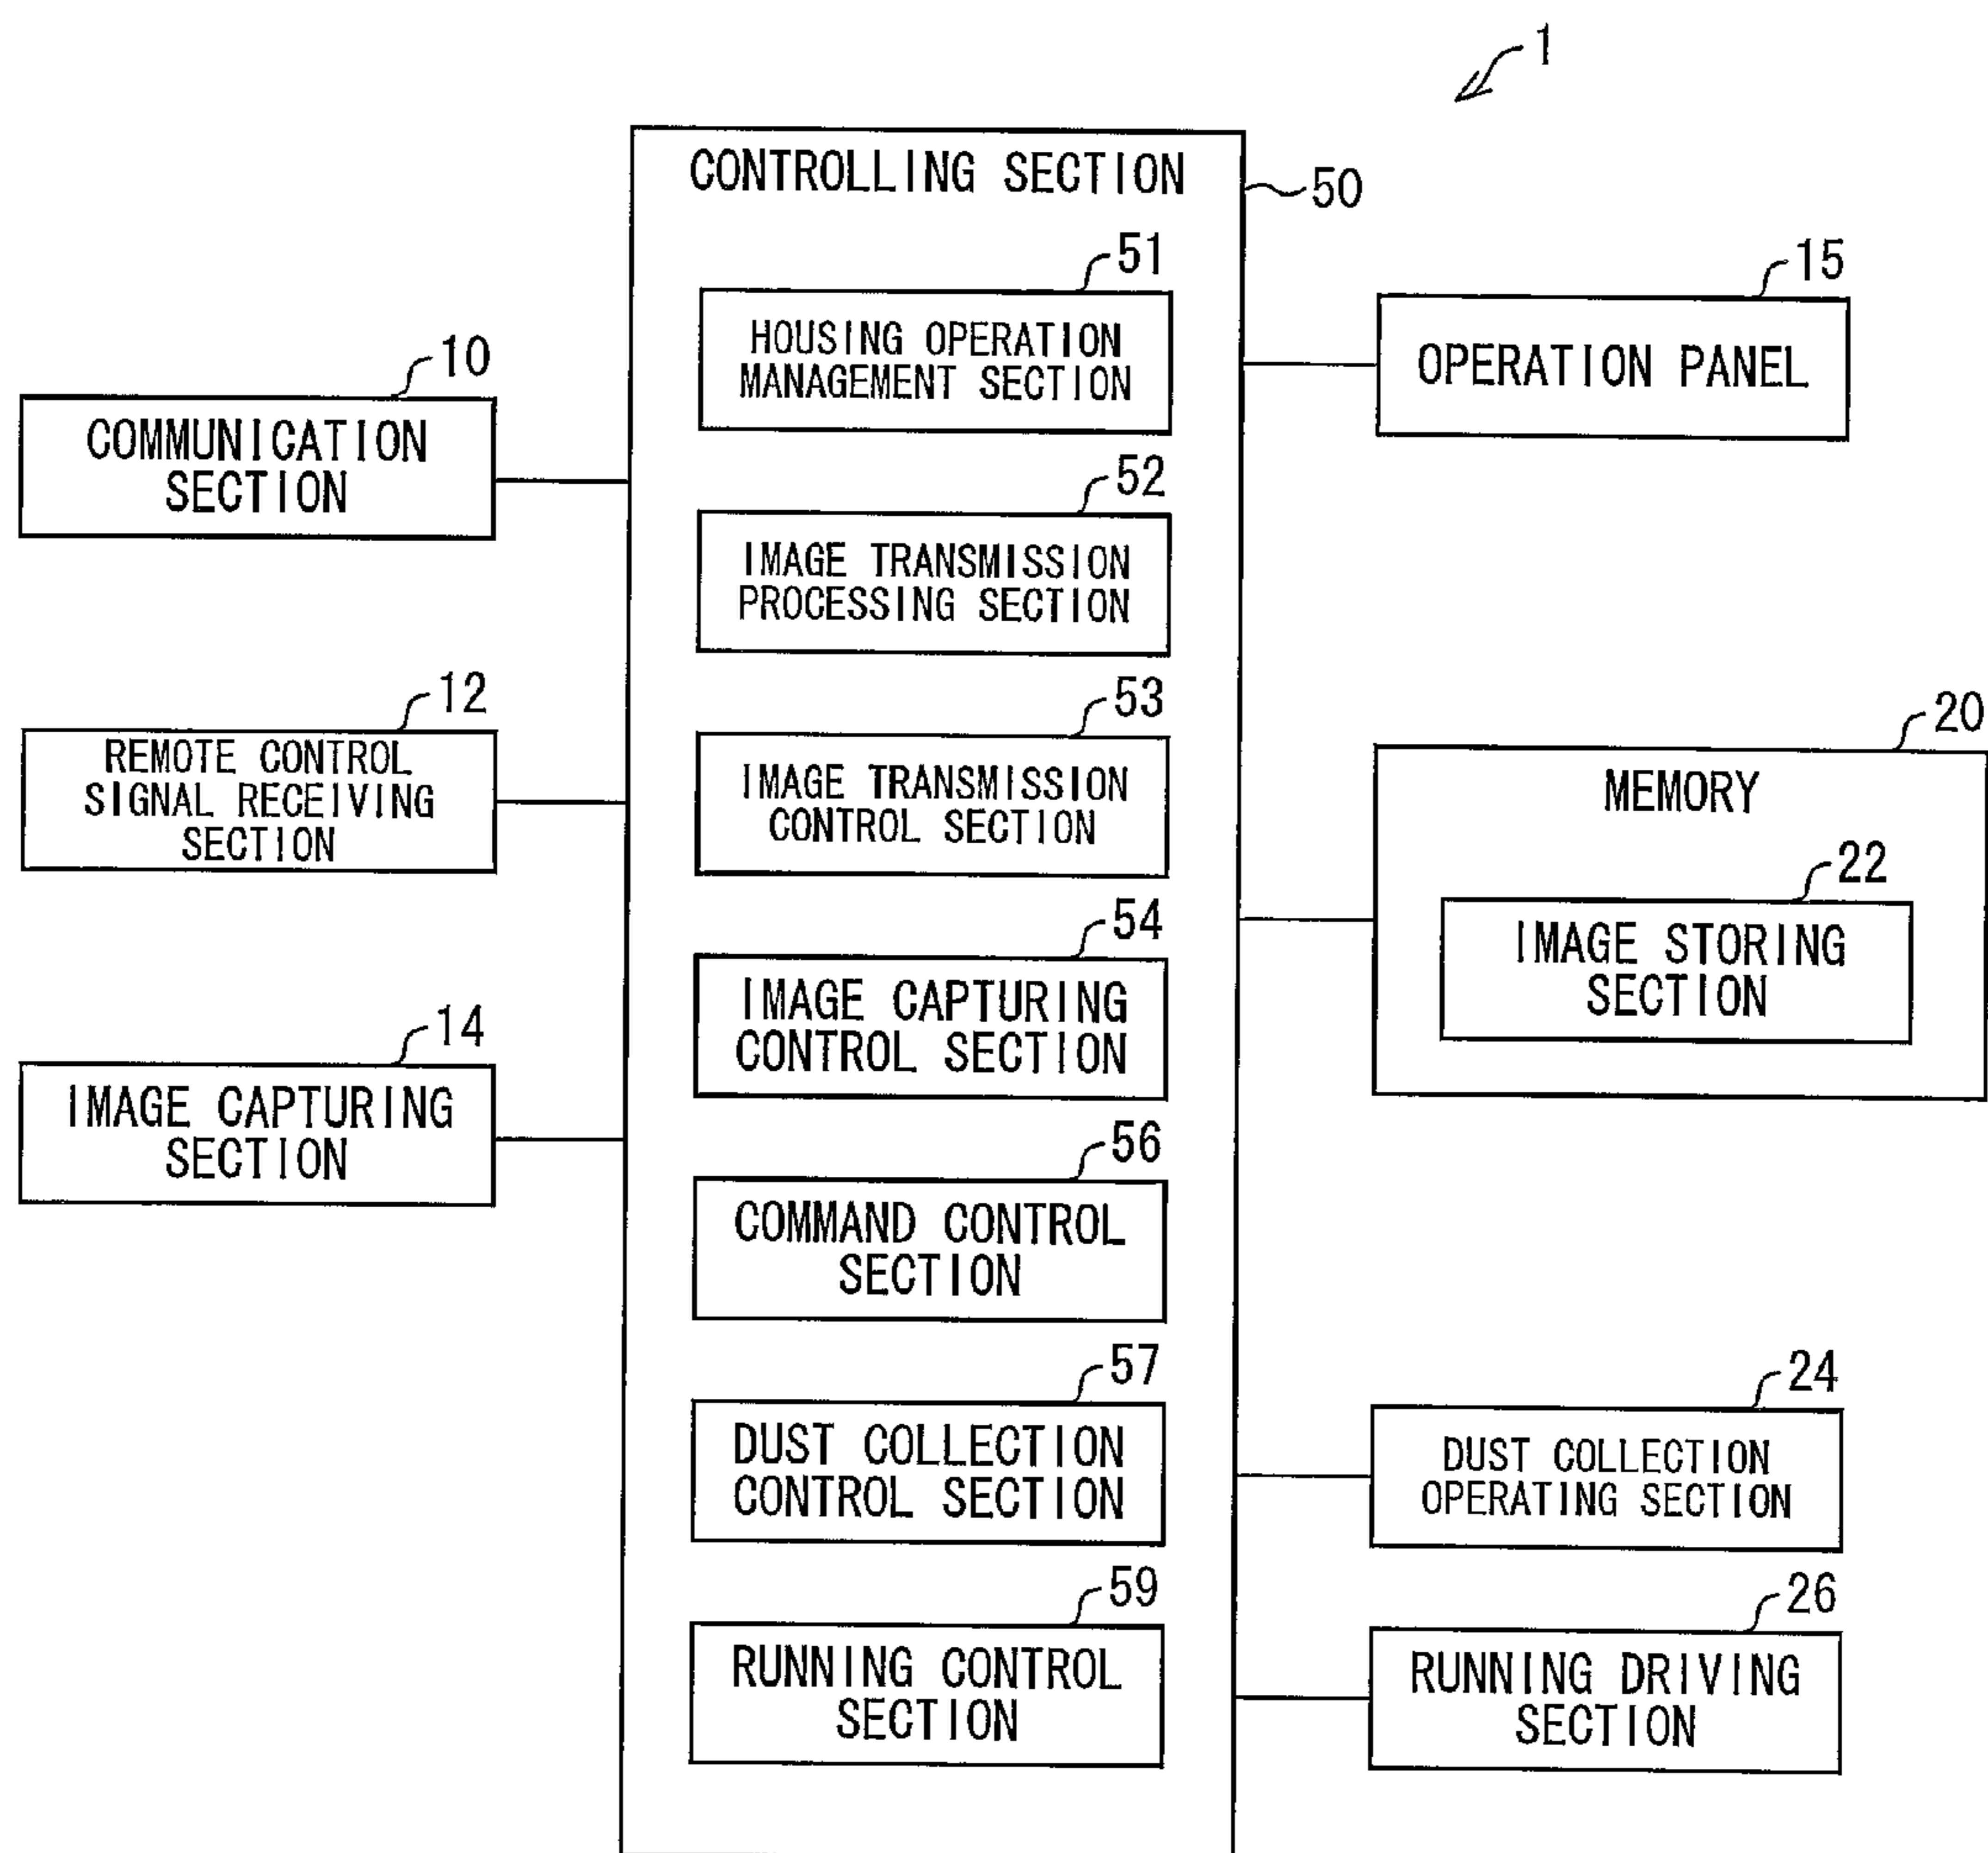 1
CONTROLLING SECTION
50
51
HOUSING OPERATION
MANAGEMENT SECTION
52
IMAGE TRANSMISSION
PROCESSING SECTION
53
IMAGE TRANSMISSION
CONTROL SECTION
54
IMAGE CAPTURING
CONTROL SECTION
56
COMMAND CONTROL
SECTION
57
DUST COLLECTION
CONTROL SECTION
59
RUNNING CONTROL
SECTION
10
COMMUNICATION
SECTION
12
REMOTE CONTROL
SIGNAL RECEIVING
SECTION
14
IMAGE CAPTURING
SECTION
15
OPERATION PANEL
20
MEMORY
22
IMAGE STORING
SECTION
24
DUST COLLECTION
OPERATING SECTION
26
RUNNING DRIVING
SECTION